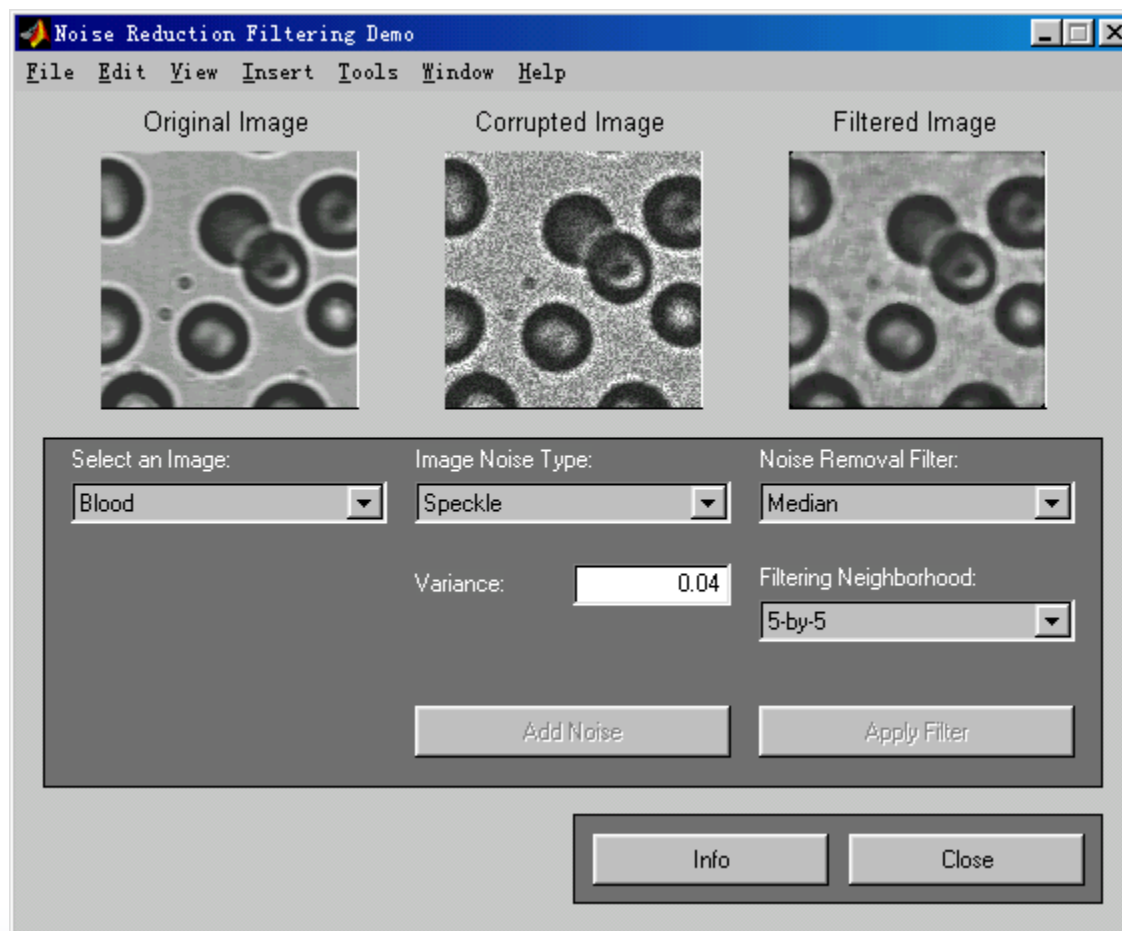 Noise Reduction Filtering Demo
File Edit View Insert Tools Window Help
Original Image Corrupted Image Filtered Image
Select an Image: Image Noise Type: Noise Removal Filter:
Blood Speckle Median
Variance: 0.04 Filtering Neighborhood:
5-by-5
Add Noise Apply Filter
Info Close